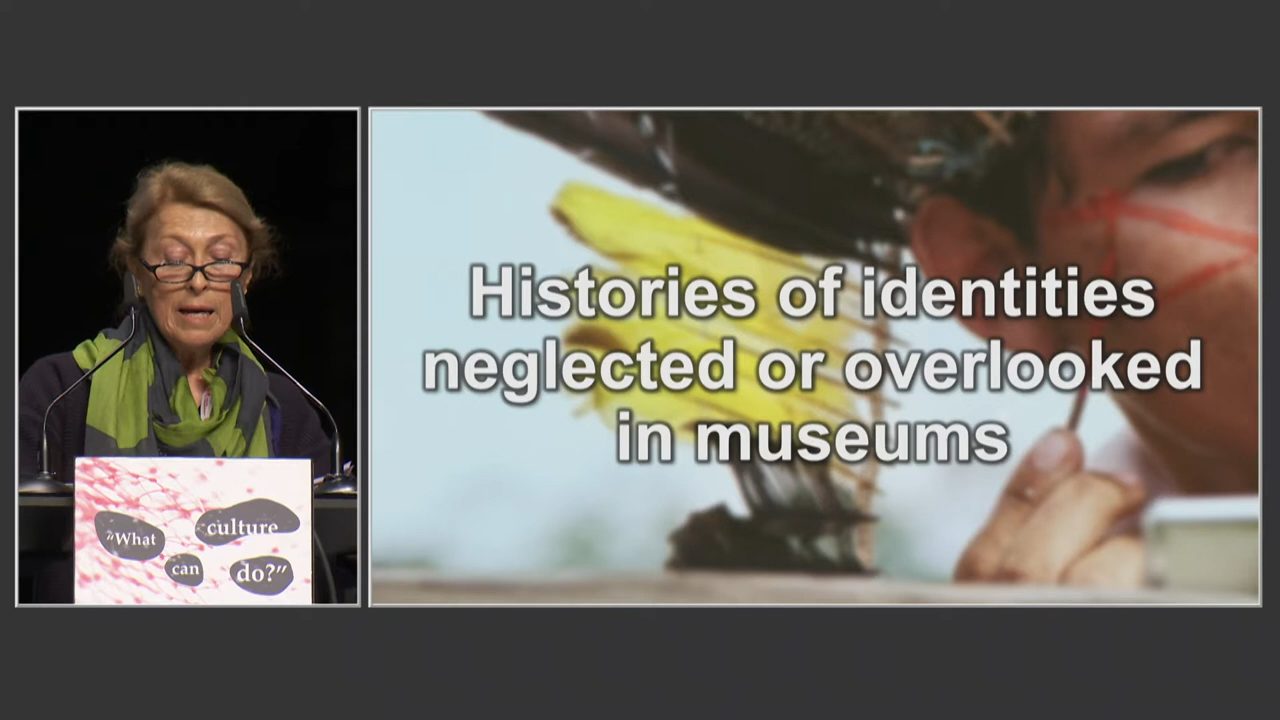 Histories of identities
neglected or overlooked
in museums
"What
culture
can
do?"